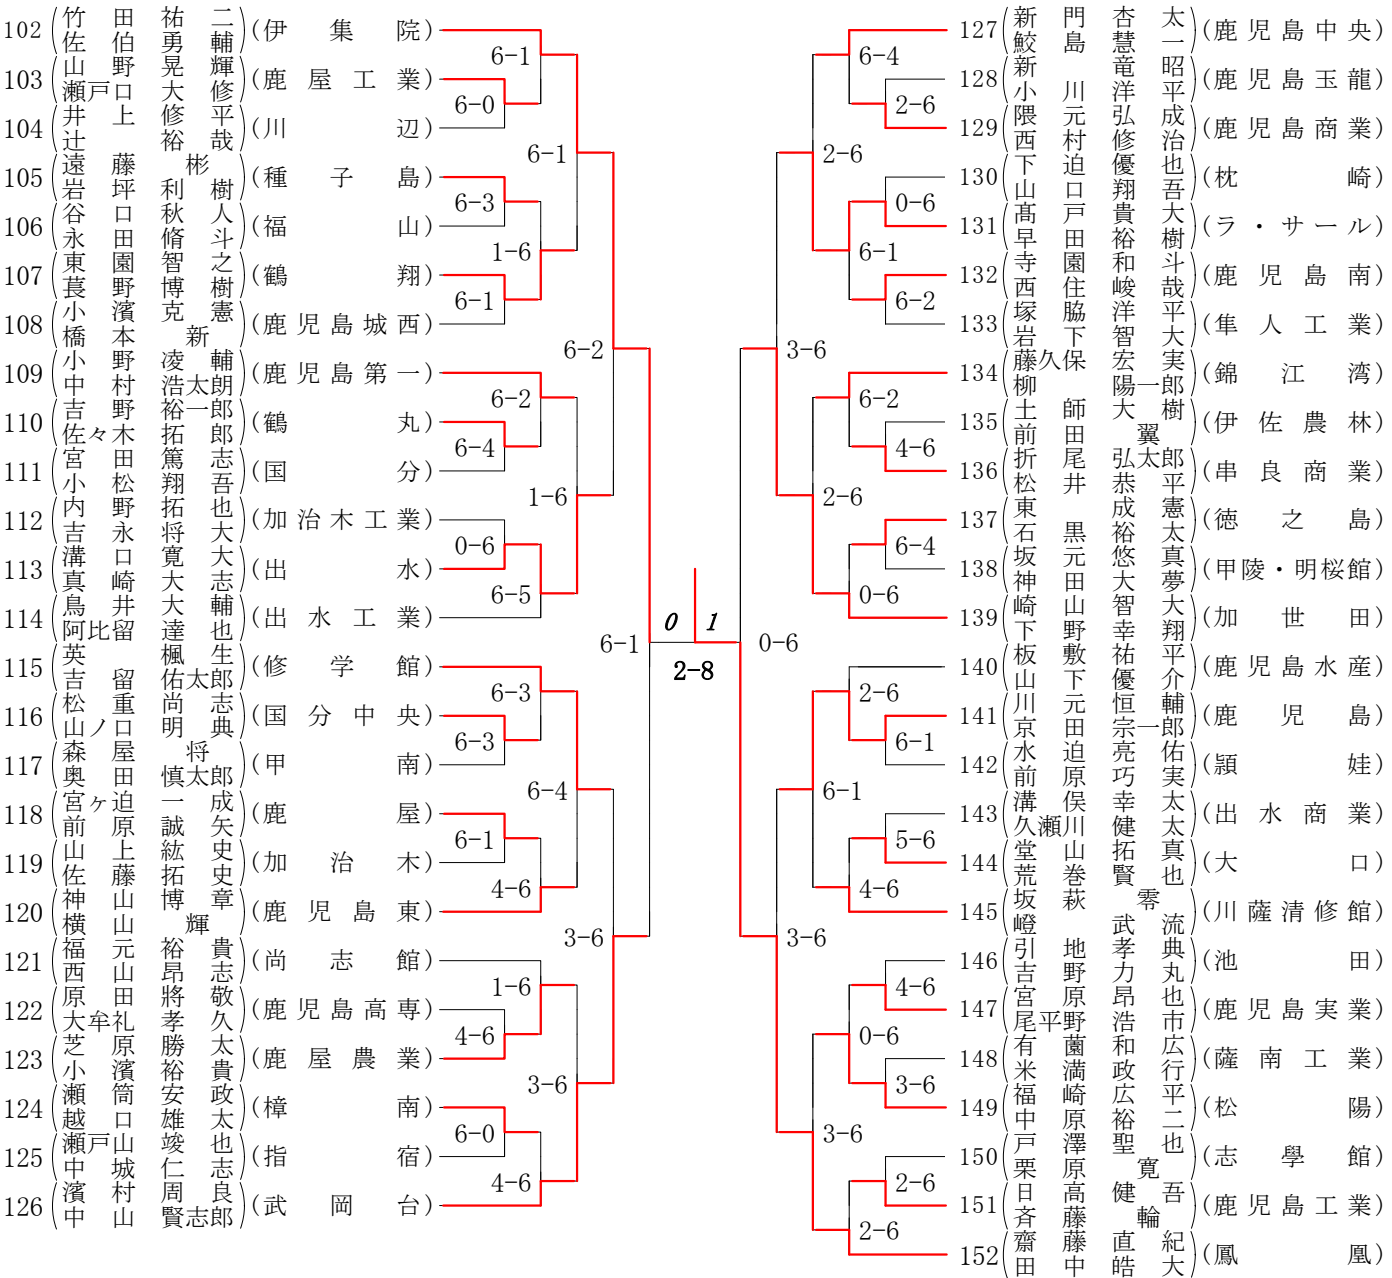 102 (竹田祐二 佐伯勇輔) (伊集院)
103 (山野晃輝 瀬戸口大修) (鹿屋工業)
104 (井上修平 辻裕哉) (川辺)
105 (遠藤彬 岩坪利樹) (種子島)
106 (谷口秋人 永田脩斗) (福山)
107 (東園智之 萇野博樹) (鶴翔)
108 (小濱克憲 橋本新) (鹿児島城西)
109 (小野凌輔 中村浩太朗) (鹿児島第一)
110 (吉野裕一郎 佐々木拓郎) (鶴丸)
111 (宮田篤志 小松翔吾) (国分)
112 (内野拓也 吉永将大) (加治木工業)
113 (溝口寛大 真崎大志) (出水)
114 (鳥井大輔 阿比留達也) (出水工業)
115 (英楓生 吉留佑太郎) (修学館)
116 (松重尚志 山ノ口明典) (国分中央)
117 (森屋将 奥田慎太郎) (甲南)
118 (宮ヶ迫一成 前原誠矢) (鹿屋)
119 (山上紘史 佐藤拓史) (加治木)
120 (神山博章 横山輝) (鹿児島東)
121 (福元裕貴 西山昂志) (尚志館)
122 (原田將敬 大牟礼孝久) (鹿児島高専)
123 (芝原勝太 小濱裕貴) (鹿屋農業)
124 (瀬筒安政 越口雄太) (樟南)
125 (瀬戸山竣也 中城仁志) (指宿)
126 (濱村周良 中山賢志郎) (武岡台)
6-1
6-0
6-1
6-3
1-6
6-1
6-2
6-2
6-4
1-6
0-6
6-5
6-1
6-3
6-3
6-4
6-1
4-6
3-6
1-6
4-6
3-6
6-0
4-6
0 1
2-8
6-4
2-6
2-6
0-6
6-1
6-2
3-6
6-2
4-6
2-6
6-4
0-6
0-6
2-6
6-1
6-1
5-6
4-6
3-6
4-6
0-6
3-6
3-6
2-6
2-6
127 (新門杏太 鮫島慧一) (鹿児島中央)
128 (新竜昭 小川洋平) (鹿児島玉龍)
129 (隈元弘成 西村修治) (鹿児島商業)
130 (下迫優也 山口翔吾) (枕崎)
131 (髙戸貴大 早田裕樹) (ラ・サール)
132 (寺園和斗 西住峻哉) (鹿児島南)
133 (塚脇洋平 岩下智大) (隼人工業)
134 (藤久保宏実 柳陽一郎) (錦江湾)
135 (土師大樹 前田翼) (伊佐農林)
136 (折尾弘太郎 松井恭平) (串良商業)
137 (東成憲 石黒裕太) (徳之島)
138 (坂元悠真 神田大夢) (甲陵・明桜館)
139 (崎山智大 下野幸翔) (加世田)
140 (板敷祐平 山下優介) (鹿児島水産)
141 (川元恒輔 京田宗一郎) (鹿児島)
142 (水迫亮佑 前原巧実) (頴娃)
143 (溝俣幸太 久瀬川健太) (出水商業)
144 (堂山拓真 荒巻賢也) (大口)
145 (坂萩零 嶝武流) (川薩清修館)
146 (引地孝典 吉野力丸) (池田)
147 (宮原昂也 尾平野浩市) (鹿児島実業)
148 (有薗和広 米満政行) (薩南工業)
149 (福崎広平 中原裕二) (松陽)
150 (戸澤聖也 栗原寛) (志學館)
151 (日高健吾 斉藤輪) (鹿児島工業)
152 (齋藤直紀 田中皓大) (鳳凰)